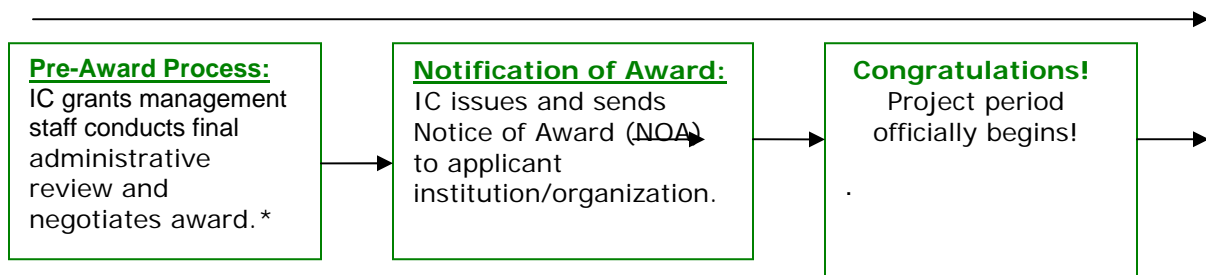 Pre-Award Process:
IC grants management
staff conducts final
administrative
review and
negotiates award.*
Notification of Award:
IC issues and sends
Notice of Award (NOA)
to applicant
institution/organization.
Congratulations!
Project period
officially begins!
.